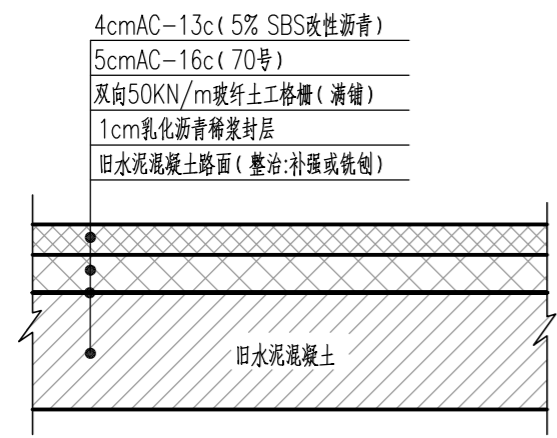 4cmAC-13c(5% SBS改性沥青)
5cmAC-16c(70号)
双向50KN/m玻纤土工格栅(满铺)
1cm乳化沥青稀浆封层
旧水泥混凝土路面(整治:补强或铣刨)
旧水泥混凝土